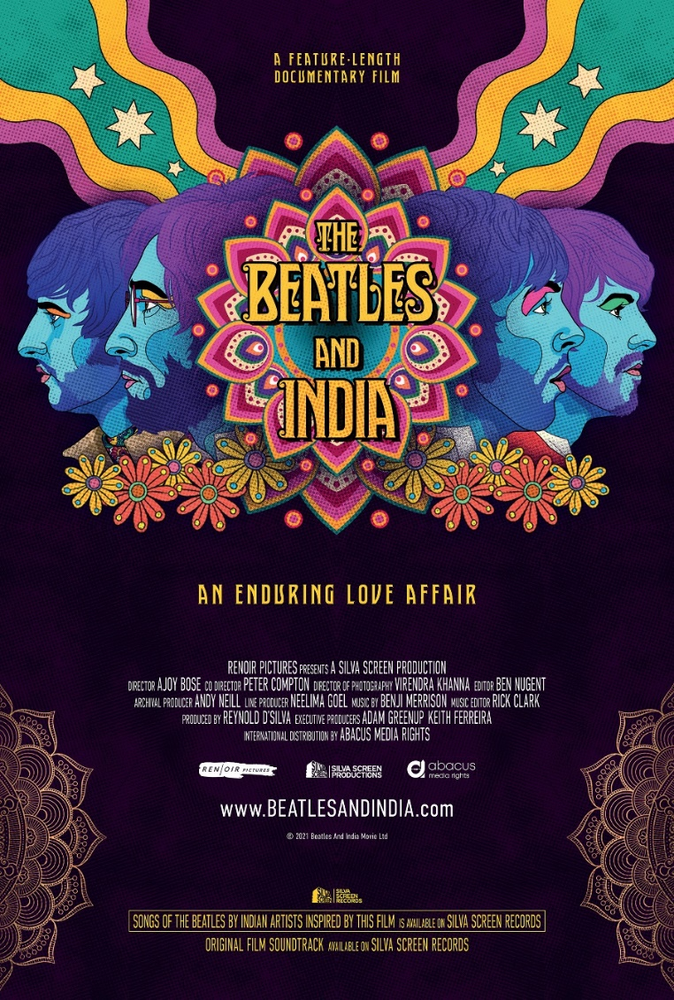 A FEATURE-LENGTH
DOCUMENTARY FILM
THE
BEATLES
AND
INDIA
AN ENDURING LOVE AFFAIR
RENOIR PICTURES PRESENTS A SILVA SCREEN PRODUCTION
DIRECTOR AJOY BOSE CO DIRECTOR PETER COMPTON DIRECTOR OF PHOTOGRAPHY VIRENDRA KHANNA EDITOR BEN NUGENT
ARCHIVAL PRODUCER ANDY NEILL LINE PRODUCER NEELIMA GOEL MUSIC BY BENJI MERRISON MUSIC EDITOR RICK CLARK
PRODUCED BY REYNOLD D'SILVA EXECUTIVE PRODUCERS ADAM GREENUP KEITH FERREIRA
INTERNATIONAL DISTRIBUTION BY ABACUS MEDIA RIGHTS
REN/OIR PICTURES
SILVA SCREEN
PRODUCTIONS
abacus
media rights
www.BEATLESANDINDIA.com
© 2021 Beatles And India Movie Ltd
SILVA
SCREEN
RECORDS
SONGS OF THE BEATLES BY INDIAN ARTISTS INSPIRED BY THIS FILM IS AVAILABLE ON SILVA SCREEN RECORDS
ORIGINAL FILM SOUNDTRACK AVAILABLE ON SILVA SCREEN RECORDS